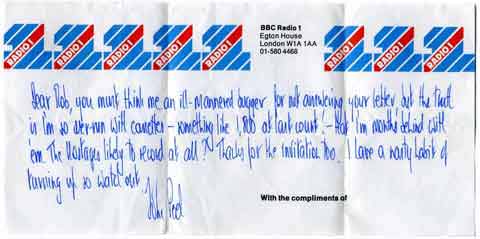 BBC Radio 1
Egton House
London W1A 1AA
01-580 4468
RADIO 1 RADIO 1 RADIO 1 RADIO 1 RADIO 1 RADIO 1 RADIO 1 RADIO 1
Dear Rob, you must think me an ill-mannered bugger for not answering your letter but the truth
is I'm so over-run with cassettes - something like 1,800 at last count! - that I'm months behind with
'em. The Hostages likely to record at all? Thanks for the invitation too. I have a nasty habit of
turning up so watch out.
John Peel
With the compliments of